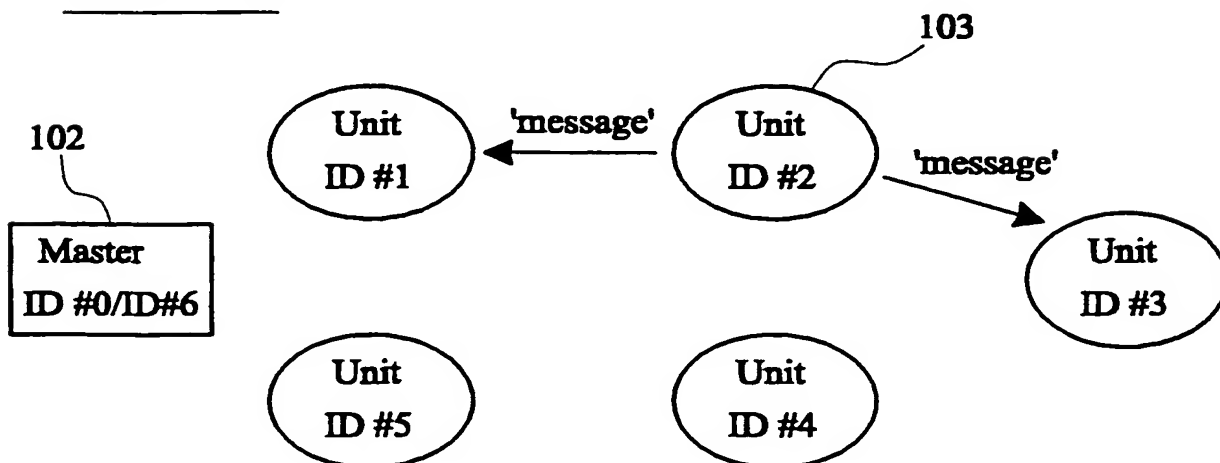 103
Unit
ID #1
'message'
Unit
ID #2
102
'message'
Master
ID #0/ID#6
Unit
ID #3
Unit
ID #5
Unit
ID #4